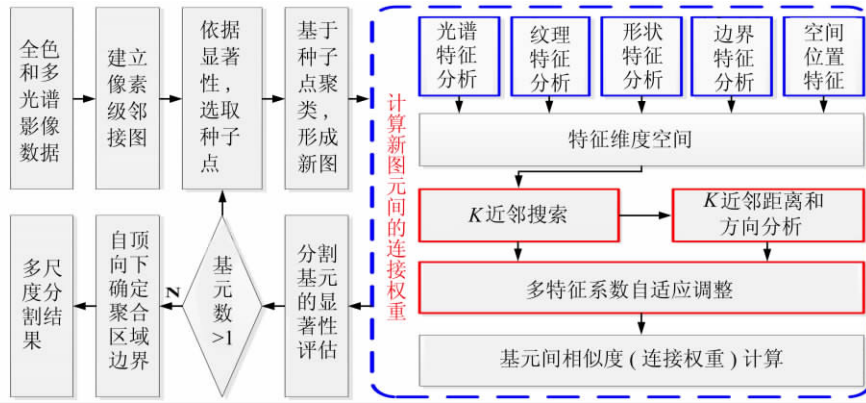 全色
和多
光谱
影像
数据
建立
像素
级邻
接图
依据
显著
性，
选取
种子
点
基于
种子
点聚
类，
形成
新图
计算新图元间的连接权重
光谱
特征
分析
纹理
特征
分析
形状
特征
分析
边界
特征
分析
空间
位置
特征
特征维度空间
K近邻搜索
K近邻距离和
方向分析
多特征系数自适应调整
基元间相似度(连接权重)计算
分割
基元
的显
著性
评估
基
元
数
>1
N
自顶
向下
确定
聚合
区域
边界
多尺
度分
割结
果